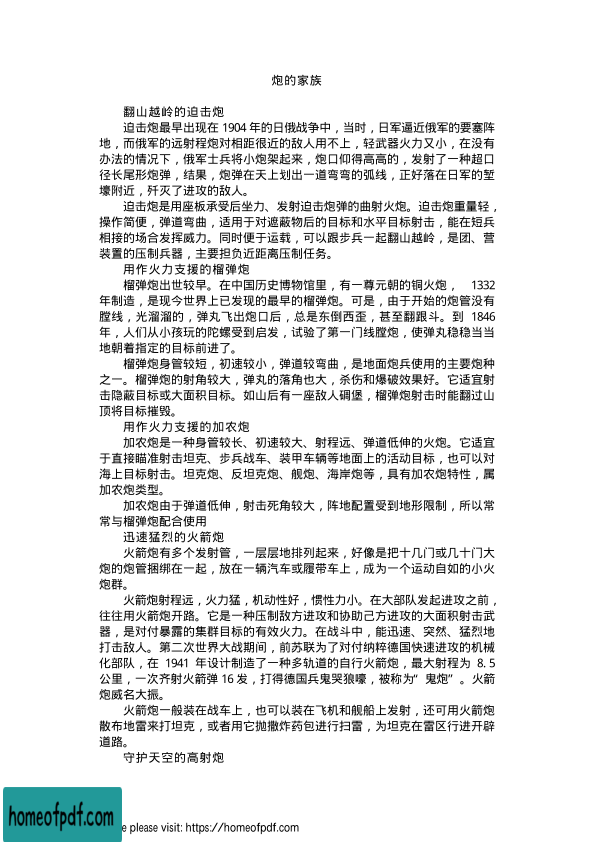 炮的家族
翻山越岭的迫击炮
迫击炮最早出现在 1904 年的日俄战争中，当时，日军逼近俄军的要塞阵
地，而俄军的远射程炮对相距很近的敌人用不上，轻武器火力又小，在没有
办法的情况下，俄军士兵将小炮架起来，炮口仰得高高的，发射了一种超口
径长尾形炮弹，结果，炮弹在天上划出一道弯弯的弧线，正好落在日军的堑
壕附近，歼灭了进攻的敌人。
迫击炮是用座板承受后坐力、发射迫击炮弹的曲射火炮。迫击炮重量轻，
操作简便，弹道弯曲，适用于对遮蔽物后的目标和水平目标射击，能在短兵
相接的场合发挥威力。同时便于运载，可以跟步兵一起翻山越岭，是团、营
装置的压制兵器，主要担负近距离压制任务。
用作火力支援的榴弹炮
榴弹炮出世较早。在中国历史博物馆里，有一尊元朝的铜火炮， 1332
年制造，是现今世界上已发现的最早的榴弹炮。可是，由于开始的炮管没有
膛线，光溜溜的，弹丸飞出炮口后，总是东倒西歪，甚至翻跟斗。到 1846
年，人们从小孩玩的陀螺受到启发，试验了第一门线膛炮，使弹丸稳稳当当
地朝着指定的目标前进了。
榴弹炮身管较短，初速较小，弹道较弯曲，是地面炮兵使用的主要炮种
之一。榴弹炮的射角较大，弹丸的落角也大，杀伤和爆破效果好。它适宜射
击隐蔽目标或大面积目标。如山后有一座敌人碉堡，榴弹炮射击时能翻过山
顶将目标摧毁。
用作火力支援的加农炮
加农炮是一种身管较长、初速较大、射程远、弹道低伸的火炮。它适宜
于直接瞄准射击坦克、步兵战车、装甲车辆等地面上的活动目标，也可以对
海上目标射击。坦克炮、反坦克炮、舰炮、海岸炮等，具有加农炮特性，属
加农炮类型。
加农炮由于弹道低伸，射击死角较大，阵地配置受到地形限制，所以常
常与榴弹炮配合使用
迅速猛烈的火箭炮
火箭炮有多个发射管，一层层地排列起来，好像是把十几门或几十门大
炮的炮管捆绑在一起，放在一辆汽车或履带车上，成为一个运动自如的小火
炮群。
火箭炮射程远，火力猛，机动性好，惯性力小。在大部队发起进攻之前，
往往用火箭炮开路。它是一种压制敌方进攻和协助己方进攻的大面积射击武
器，是对付暴露的集群目标的有效火力。在战斗中，能迅速、突然、猛烈地
打击敌人。第二次世界大战期间，前苏联为了对付纳粹德国快速进攻的机械
化部队，在 1941 年设计制造了一种多轨道的自行火箭炮，最大射程为 8.5
公里，一次齐射火箭弹 16 发，打得德国兵鬼哭狼嚎，被称为“鬼炮”。火箭
炮威名大振。
火箭炮一般装在战车上，也可以装在飞机和舰船上发射，还可用火箭炮
散布地雷来打坦克，或者用它抛撒炸药包进行扫雷，为坦克在雷区行进开辟
道路。
守护天空的高射炮
homeofpdf.com
e please visit: https://homeofpdf.com